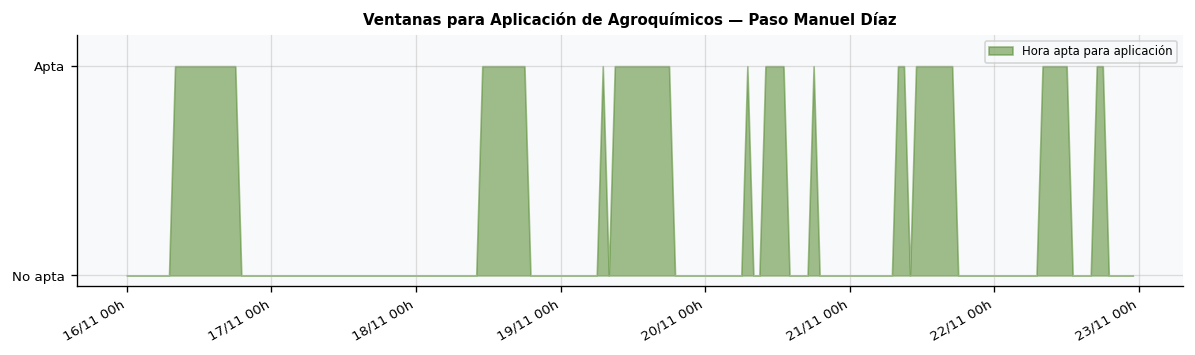 Ventanas para Aplicación de Agroquímicos — Paso Manuel Díaz
Hora apta para aplicación
Apta
No apta
16/11 00h
17/11 00h
18/11 00h
19/11 00h
20/11 00h
21/11 00h
22/11 00h
23/11 00h